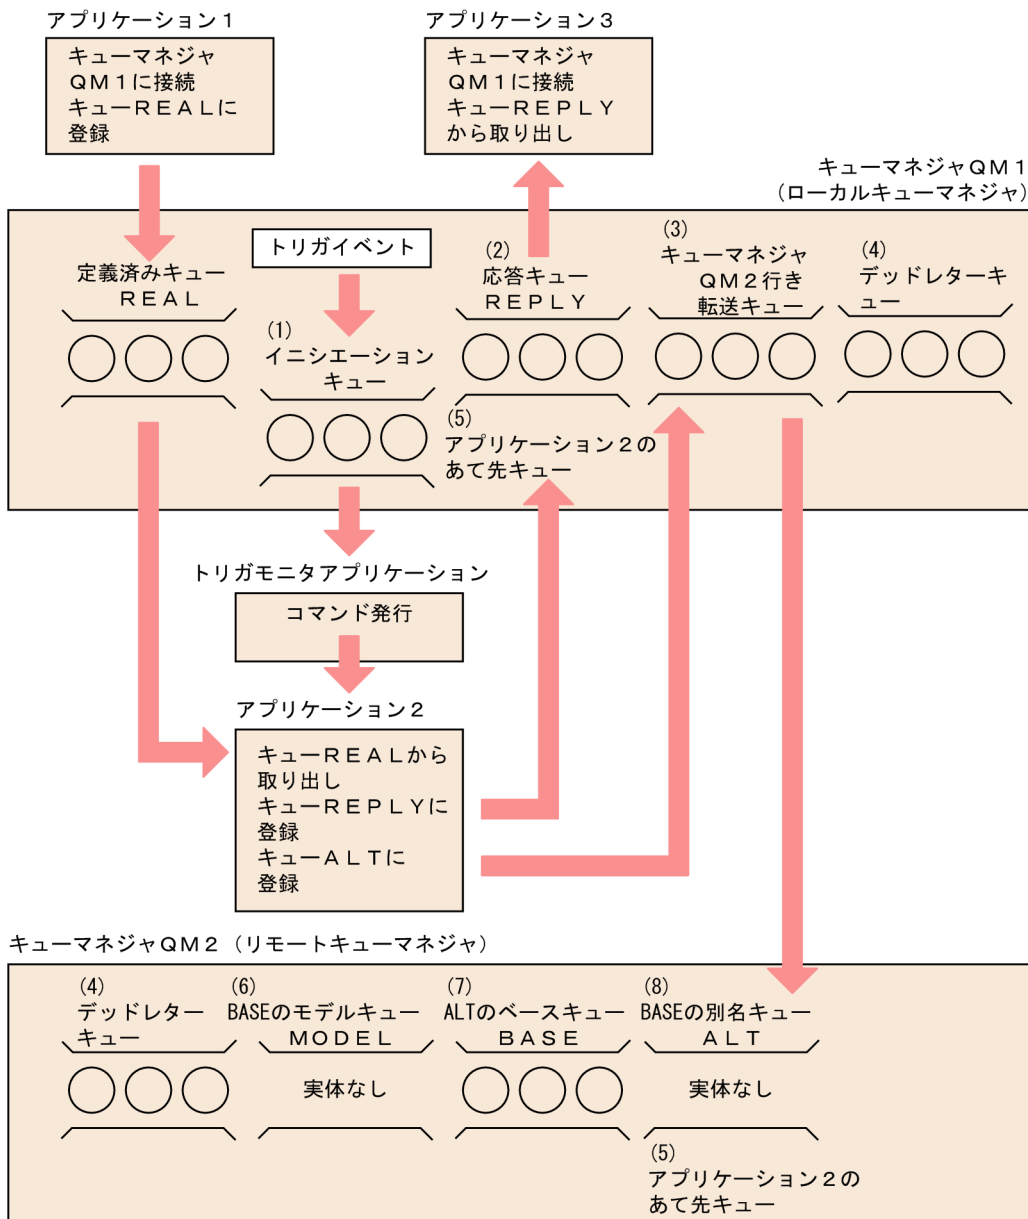 アプリケーション１
キューマネジャ
ＱＭ１に接続
キューＲＥＡＬに
登録
アプリケーション３
キューマネジャ
ＱＭ１に接続
キューＲＥＰＬＹ
から取り出し
キューマネジャＱＭ１
（ローカルキューマネジャ）
定義済みキュー
ＲＥＡＬ
トリガイベント
(1)
イニシエーション
キュー
(2)
応答キュー
ＲＥＰＬＹ
(3)
キューマネジャ
ＱＭ２行き
転送キュー
(4)
デッドレターキ
ュー
(5)
アプリケーション２の
あて先キュー
トリガモニタアプリケーション
コマンド発行
アプリケーション２
キューＲＥＡＬから
取り出し
キューＲＥＰＬＹに
登録
キューＡＬＴに
登録
キューマネジャＱＭ２（リモートキューマネジャ）
(4)
デッドレター
キュー
(6)
BASEのモデルキュー
ＭＯＤＥＬ
実体なし
(7)
ALTのベースキュー
ＢＡＳＥ
(8)
BASEの別名キュー
ＡＬＴ
実体なし
(5)
アプリケーション２の
あて先キュー